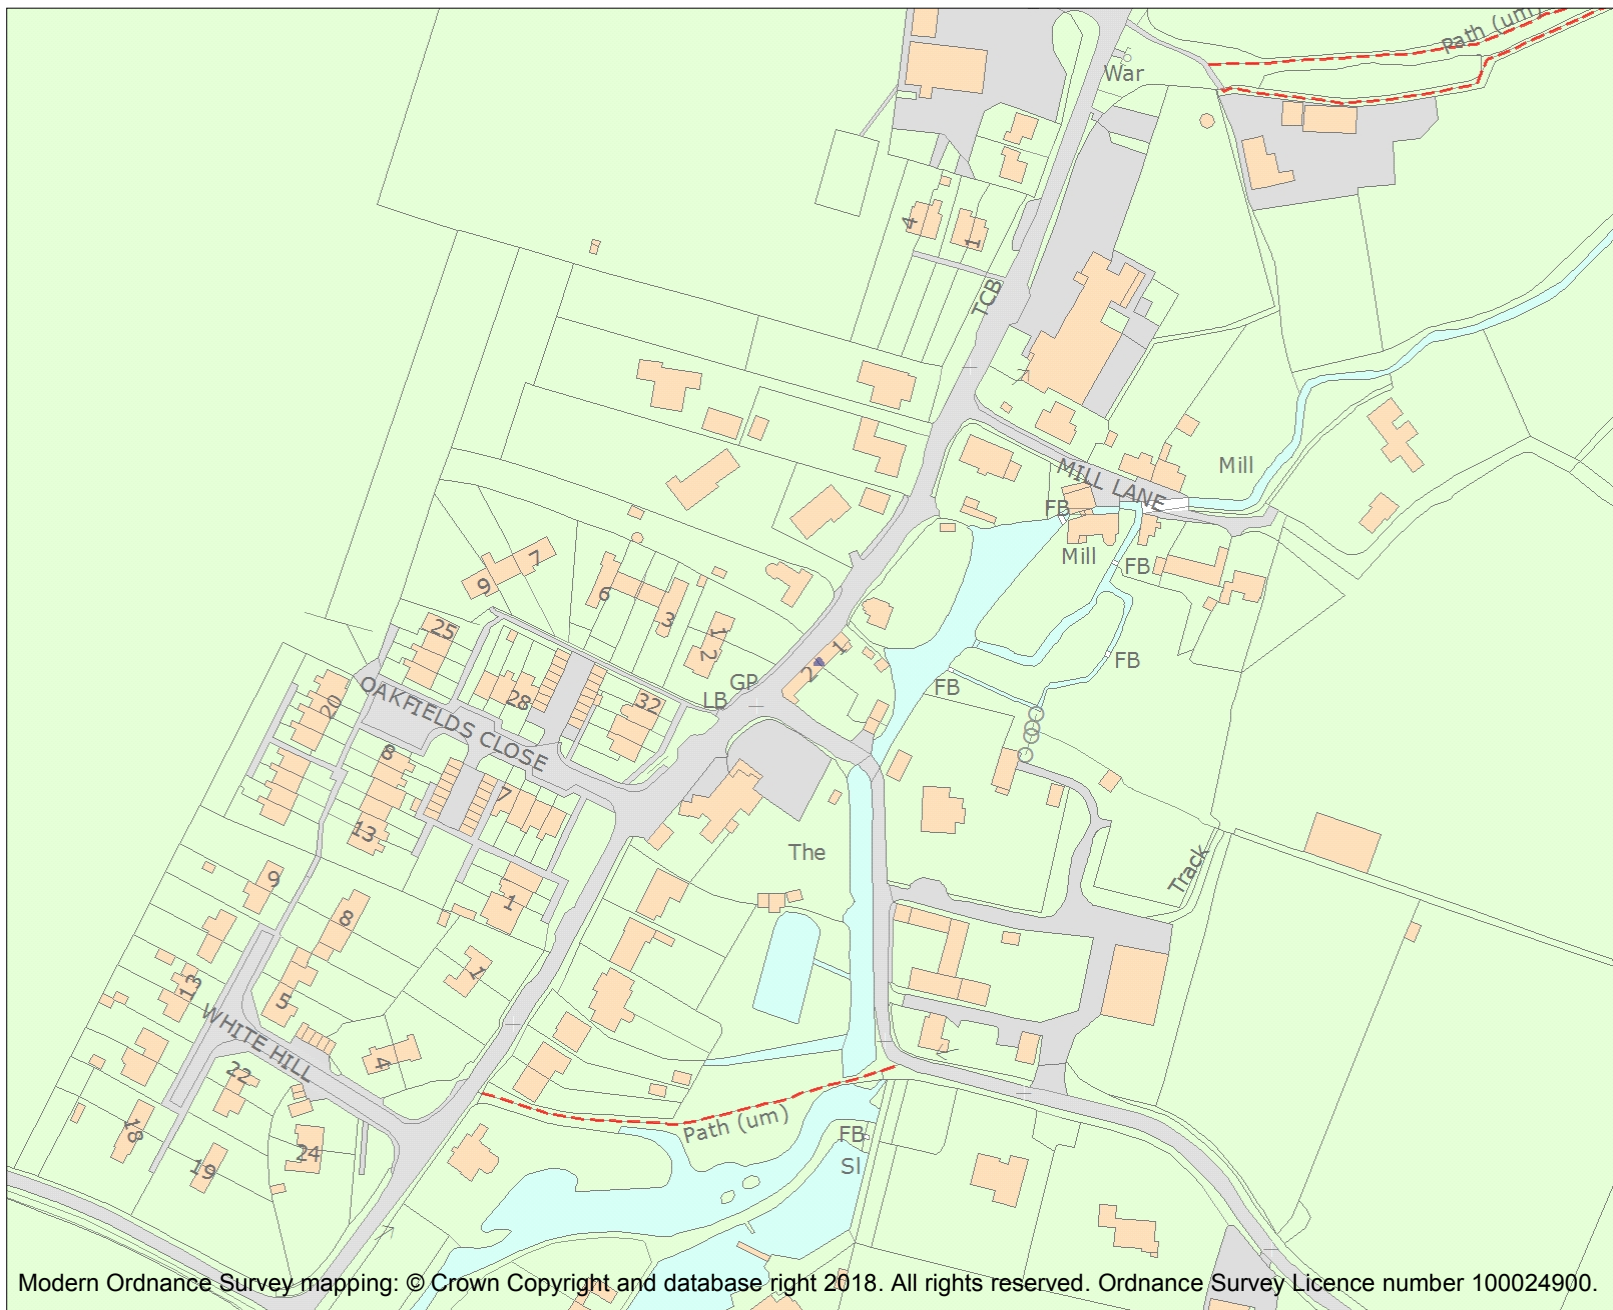 Path (um)
War
4
1
TCB
MILL LANE
Mill
FB
Mill
FB
7
9
6
3
1
2
25
1
2
GP
LB
FB
FB
20
OAKFIELDS CLOSE
28
32
8
7
13
The
Track
9
8
1
1
13
5
WHITE HILL
4
22
18
19
24
Path (um)
FB
Sl
Modern Ordnance Survey mapping: © Crown Copyright and database right 2018. All rights reserved. Ordnance Survey Licence number 100024900.